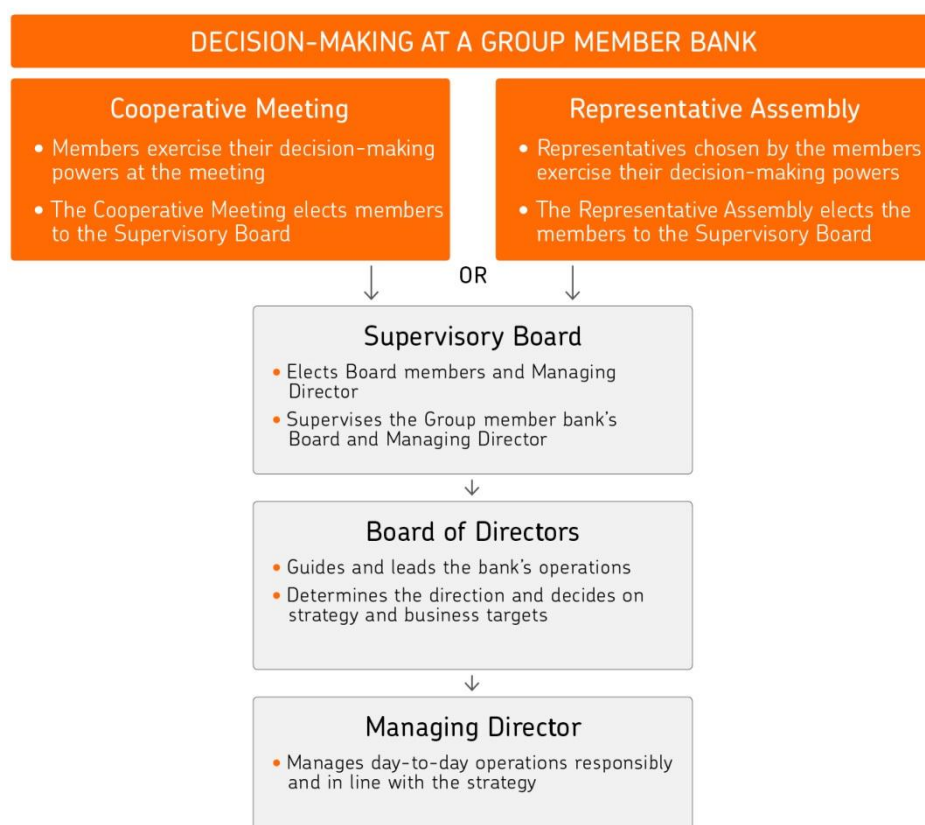 DECISION-MAKING AT A GROUP MEMBER BANK
Cooperative Meeting
• Members exercise their decision-making
powers at the meeting
• The Cooperative Meeting elects members
to the Supervisory Board
Representative Assembly
• Representatives chosen by the members
exercise their decision-making powers
• The Representative Assembly elects the
members to the Supervisory Board
OR
Supervisory Board
• Elects Board members and Managing
Director
• Supervises the Group member bank's
Board and Managing Director
Board of Directors
• Guides and leads the bank's operations
• Determines the direction and decides on
strategy and business targets
Managing Director
• Manages day-to-day operations responsibly
and in line with the strategy